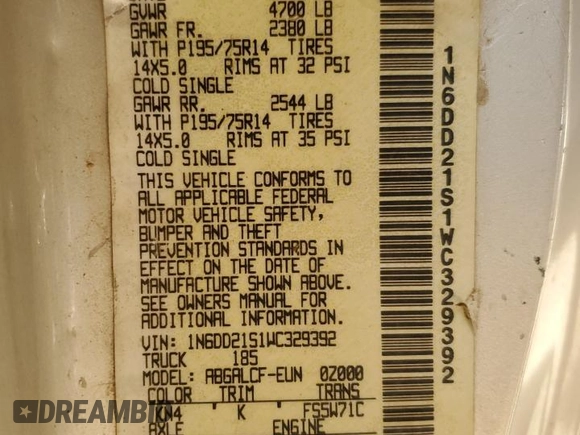 GVWR 4700 LB
GAWR FR. 2380 LB
WITH P195/75R14 TIRES
14X5.0 RIMS AT 32 PSI
COLD SINGLE
GAWR RR. 2544 LB
WITH P195/75R14 TIRES
14X5.0 RIMS AT 35 PSI
COLD SINGLE
THIS VEHICLE CONFORMS TO
ALL APPLICABLE FEDERAL
MOTOR VEHICLE SAFETY,
BUMPER AND THEFT
PREVENTION STANDARDS IN
EFFECT ON THE DATE OF
MANUFACTURE SHOWN ABOVE.
SEE OWNERS MANUAL FOR
ADDITIONAL INFORMATION.
VIN: 1N6DD21S1WC329392
TRUCK 185
MODEL: ABGALCF-EUN 0Z000
COLOR TRIM TRANS
KN4 K FS5W71C
AXLE ENGINE
1N6DD21S1WC329392
DEALERSHIP
.COM